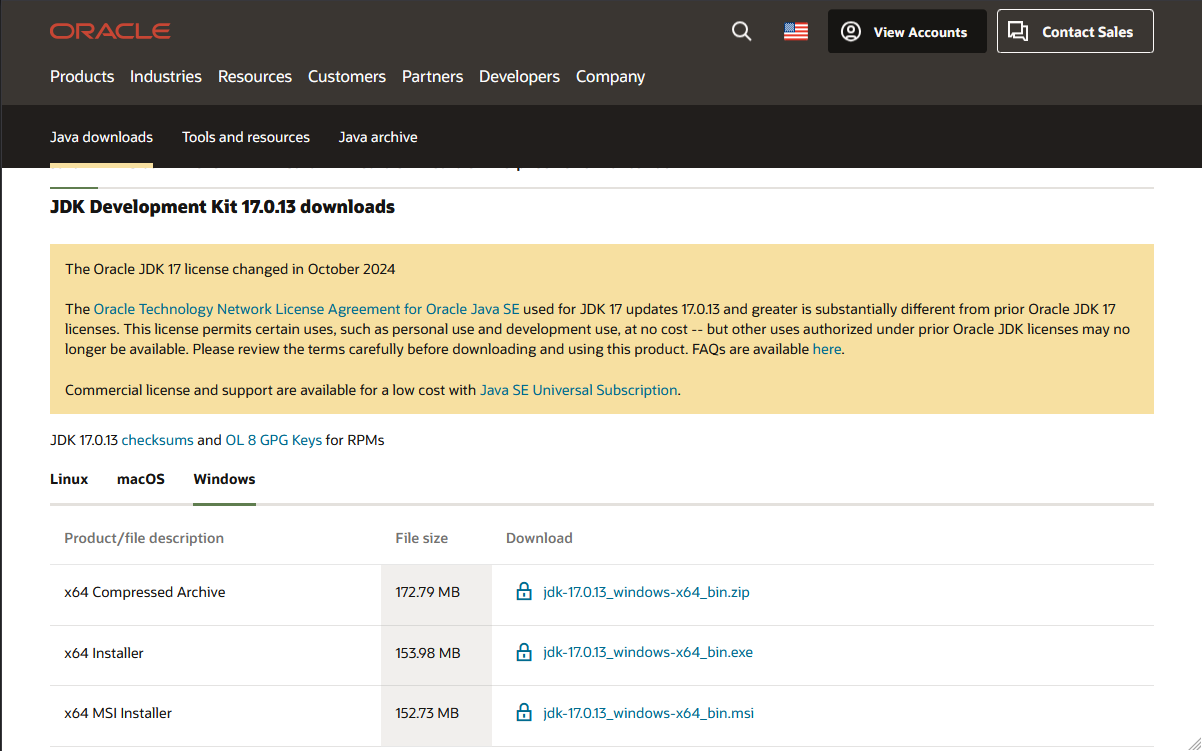 ORACLE
View Accounts
Contact Sales
Products Industries Resources Customers Partners Developers Company
Java downloads Tools and resources Java archive
JDK Development Kit 17.0.13 downloads
The Oracle JDK 17 license changed in October 2024
The Oracle Technology Network License Agreement for Oracle Java SE used for JDK 17 updates 17.0.13 and greater is substantially different from prior Oracle JDK 17
licenses. This license permits certain uses, such as personal use and development use, at no cost -- but other uses authorized under prior Oracle JDK licenses may no
longer be available. Please review the terms carefully before downloading and using this product. FAQs are available here.
Commercial license and support are available for a low cost with Java SE Universal Subscription.
JDK 17.0.13 checksums and OL 8 GPG Keys for RPMs
Linux macOS Windows
Product/file description File size Download
x64 Compressed Archive 172.79 MB jdk-17.0.13_windows-x64_bin.zip
x64 Installer 153.98 MB jdk-17.0.13_windows-x64_bin.exe
x64 MSI Installer 152.73 MB jdk-17.0.13_windows-x64_bin.msi